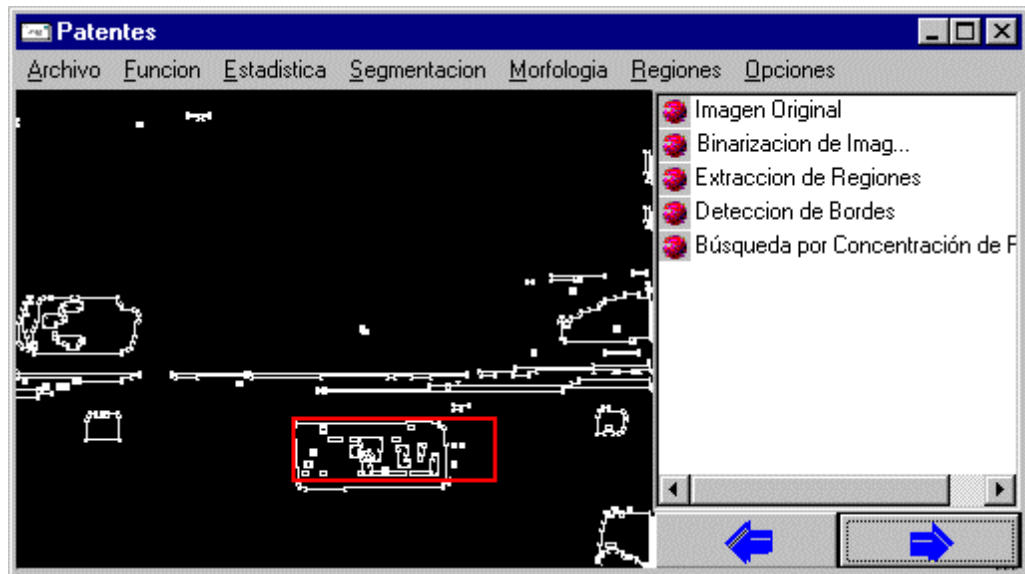 Patentes
Archivo Funcion Estadistica Segmentacion Morfologia Regiones Opciones
Imagen Original
Binarizacion de Imag...
Extraccion de Regiones
Deteccion de Bordes
Búsqueda por Concentración de